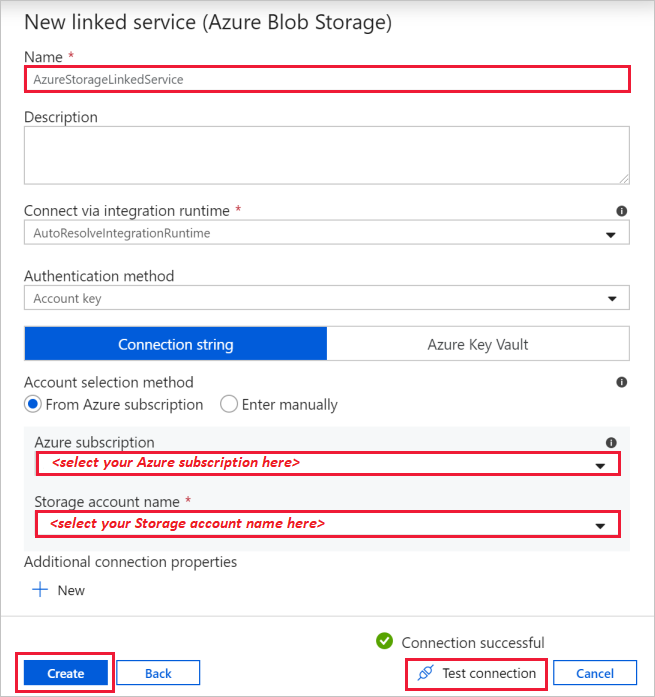 New linked service (Azure Blob Storage)
Name *
AzureStorageLinkedService
Description
Connect via integration runtime *
AutoResolveIntegrationRuntime
Authentication method
Account key
Connection string
Azure Key Vault
Account selection method
From Azure subscription
Enter manually
Azure subscription
<select your Azure subscription here>
Storage account name *
<select your Storage account name here>
Additional connection properties
New
Connection successful
Create
Back
Test connection
Cancel